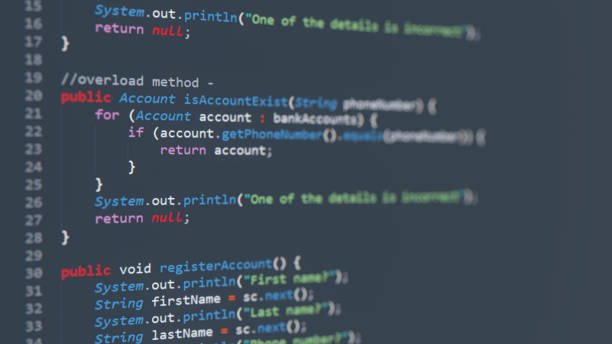 15
16 System.out.println("One of the details is incorrect");
17 return null;
18 }
19
20 //overload method -
21 public Account isAccountExist(String phoneNumber) {
22 for (Account account : bankAccounts) {
23 if (account.getPhoneNumber().equals(phoneNumber)) {
24 return account;
25 }
26 }
27 System.out.println("One of the details is incorrect");
28 return null;
29 }
30 public void registerAccount() {
31 System.out.println("First name?");
32 String firstName = sc.next();
33 System.out.println("Last name?");
String lastName = sc.next();
"Phone number?");